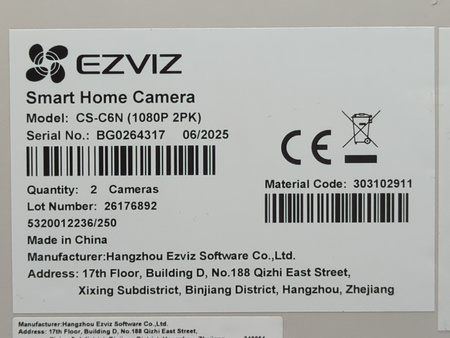 EZVIZ
Smart Home Camera
Model: CS-C6N (1080P 2PK)
Serial No.: BG0264317 06/2025
CE
Quantity: 2 Cameras
Material Code: 303102911
Lot Number: 26176892
5320012236/250
Made in China
Manufacturer:Hangzhou Ezviz Software Co.,Ltd.
Address: 17th Floor, Building D, No.188 Qizhi East Street,
Xixing Subdistrict, Binjiang District, Hangzhou, Zhejiang
Manufacturer:Hangzhou Ezviz Software Co.,Ltd.
Address: 17th Floor, Building D, No.188 Qizhi East Street,